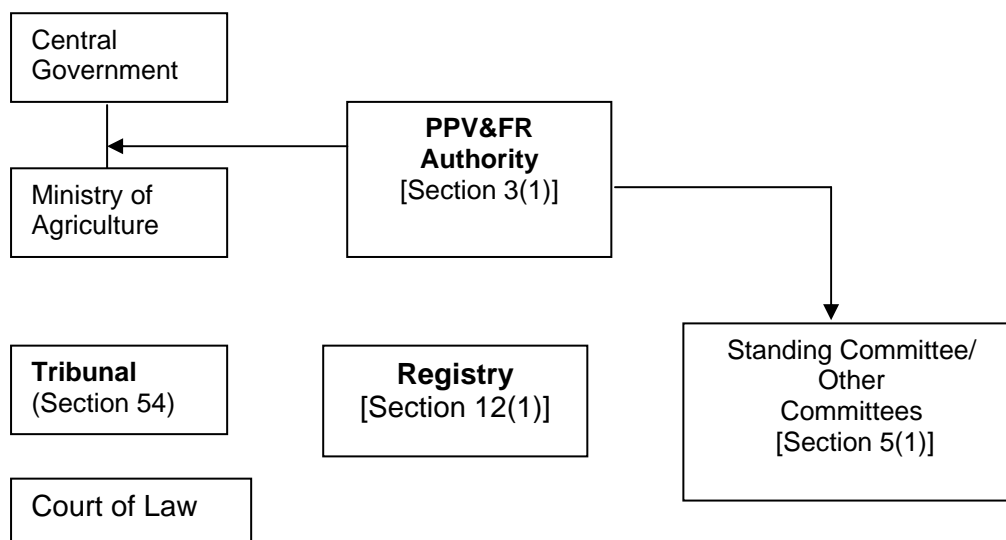 Central
Government
PPV&FR
Authority
[Section 3(1)]
Ministry of
Agriculture
Tribunal
(Section 54)
Registry
[Section 12(1)]
Standing Committee/
Other
Committees
[Section 5(1)]
Court of Law